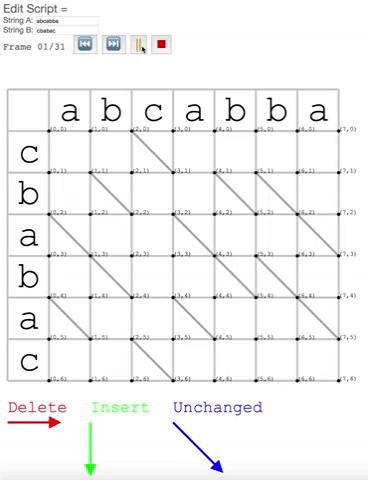 Edit Script =
String A: abcabba
String B: cbabac
Frame 01/31
a b c a b b a
(0,0) (1,0) (2,0) (3,0) (4,0) (5,0) (6,0) (7,0)
c
(0,1) (1,1) (2,1) (3,1) (4,1) (5,1) (6,1) (7,1)
b
(0,2) (1,2) (2,2) (3,2) (4,2) (5,2) (6,2) (7,2)
a
(0,3) (1,3) (2,3) (3,3) (4,3) (5,3) (6,3) (7,3)
b
(0,4) (1,4) (2,4) (3,4) (4,4) (5,4) (6,4) (7,4)
a
(0,5) (1,5) (2,5) (3,5) (4,5) (5,5) (6,5) (7,5)
c
(0,6) (1,6) (2,6) (3,6) (4,6) (5,6) (6,6) (7,6)
Delete Insert Unchanged